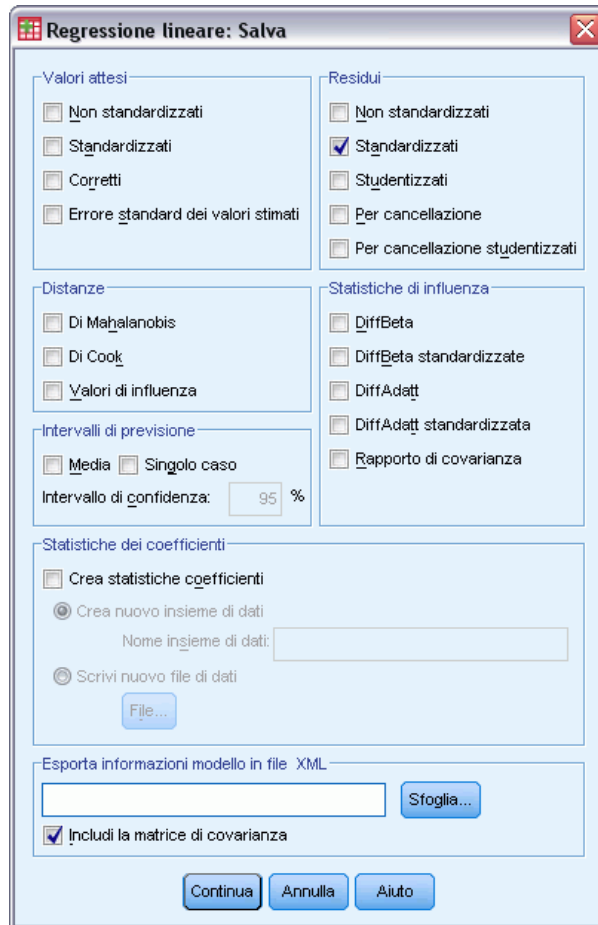 Regressione lineare: Salva
Valori attesi
Non standardizzati
Standardizzati
Corretti
Errore standard dei valori stimati
Residui
Non standardizzati
Standardizzati
Studentizzati
Per cancellazione
Per cancellazione studentizzati
Distanze
Di Mahalanobis
Di Cook
Valori di influenza
Statistiche di influenza
DiffBeta
DiffBeta standardizzate
DiffAdatt
DiffAdatt standardizzata
Rapporto di covarianza
Intervalli di previsione
Media Singolo caso
Intervallo di confidenza: 95 %
Statistiche dei coefficienti
Crea statistiche coefficienti
Crea nuovo insieme di dati
Nome insieme di dati:
Scrivi nuovo file di dati
File...
Esporta informazioni modello in file XML
Sfoglia...
Includi la matrice di covarianza
Continua Annulla Aiuto